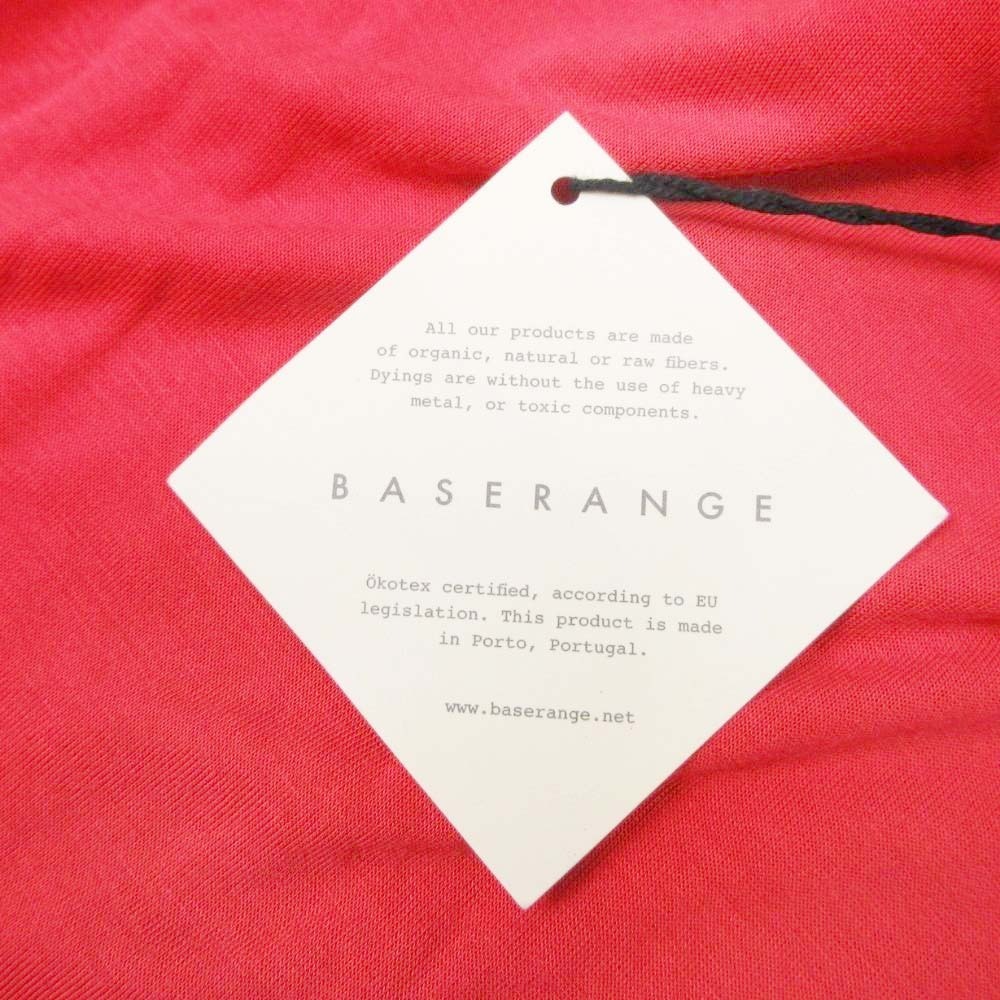 All our products are made
of organic, natural or raw fibers.
Dyings are without the use of heavy
metal, or toxic components.
BASERANGE
Ökotex certified, according to EU
legislation. This product is made
in Porto, Portugal.
www.baserange.net